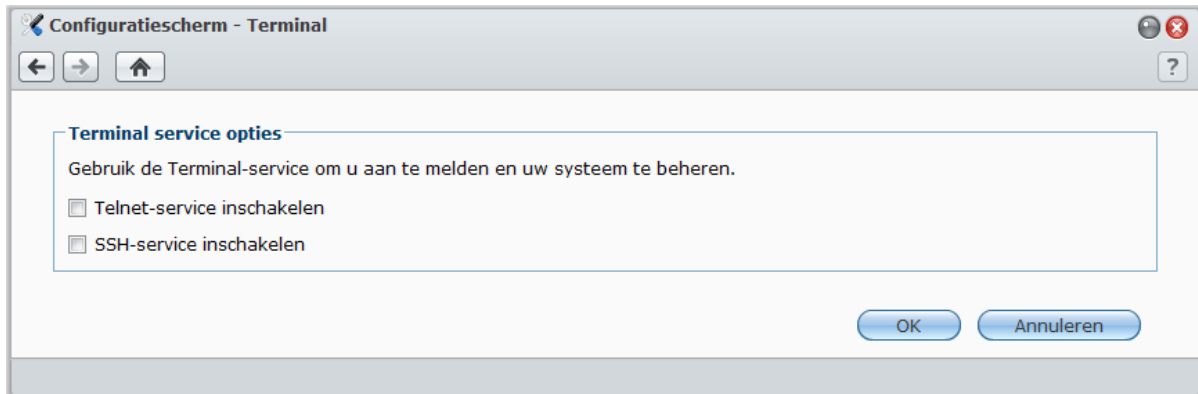 Configuratiescherm - Terminal
?
Terminal service opties
Gebruik de Terminal-service om u aan te melden en uw systeem te beheren.
Telnet-service inschakelen
SSH-service inschakelen
OK
Annuleren